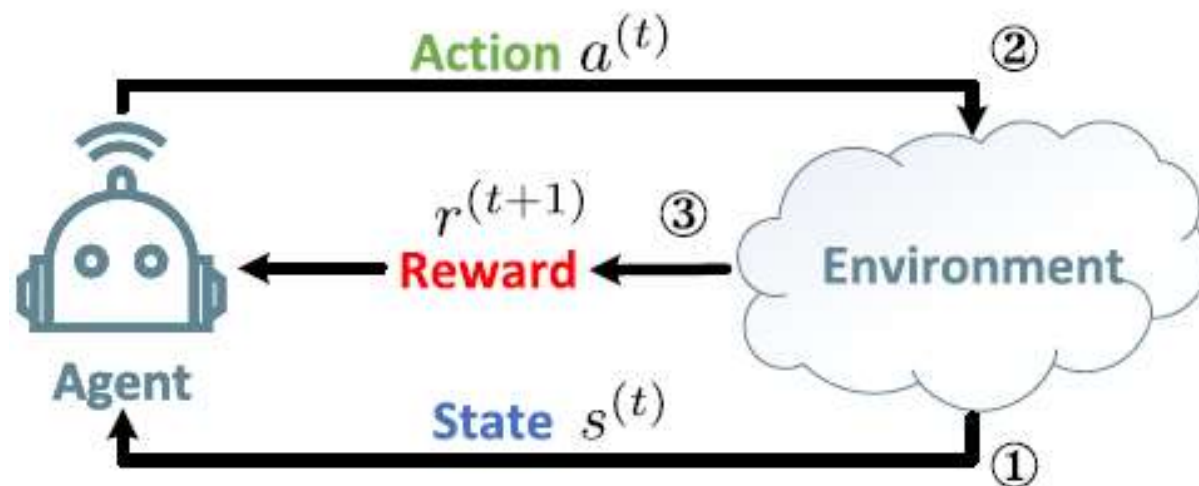 Action a^(t) ②
r^(t+1) ③
Reward
Environment
Agent
State s^(t)
①